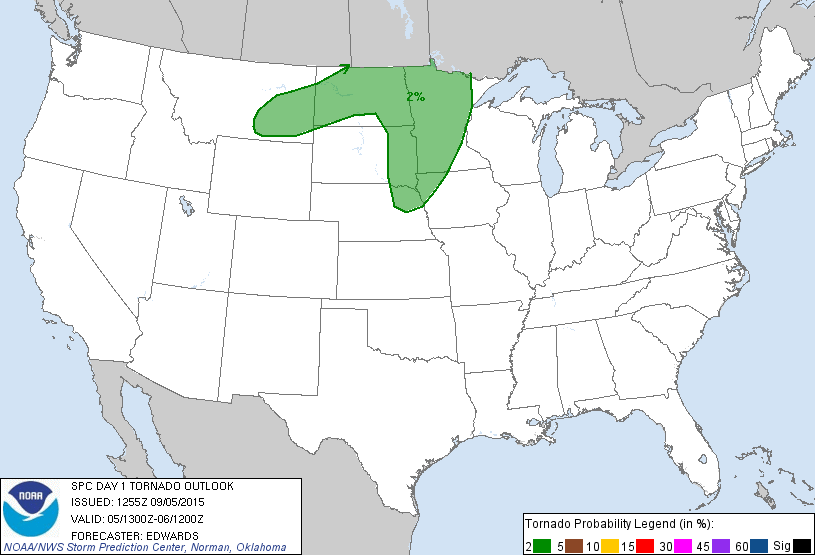 2%
NOAA
SPC DAY 1 TORNADO OUTLOOK
ISSUED: 1255Z 09/05/2015
VALID: 05/1300Z-06/1200Z
FORECASTER: EDWARDS
NOAA/NWS Storm Prediction Center, Norman, Oklahoma
Tornado Probability Legend (in %):
2 5 10 15 30 45 60 Sig